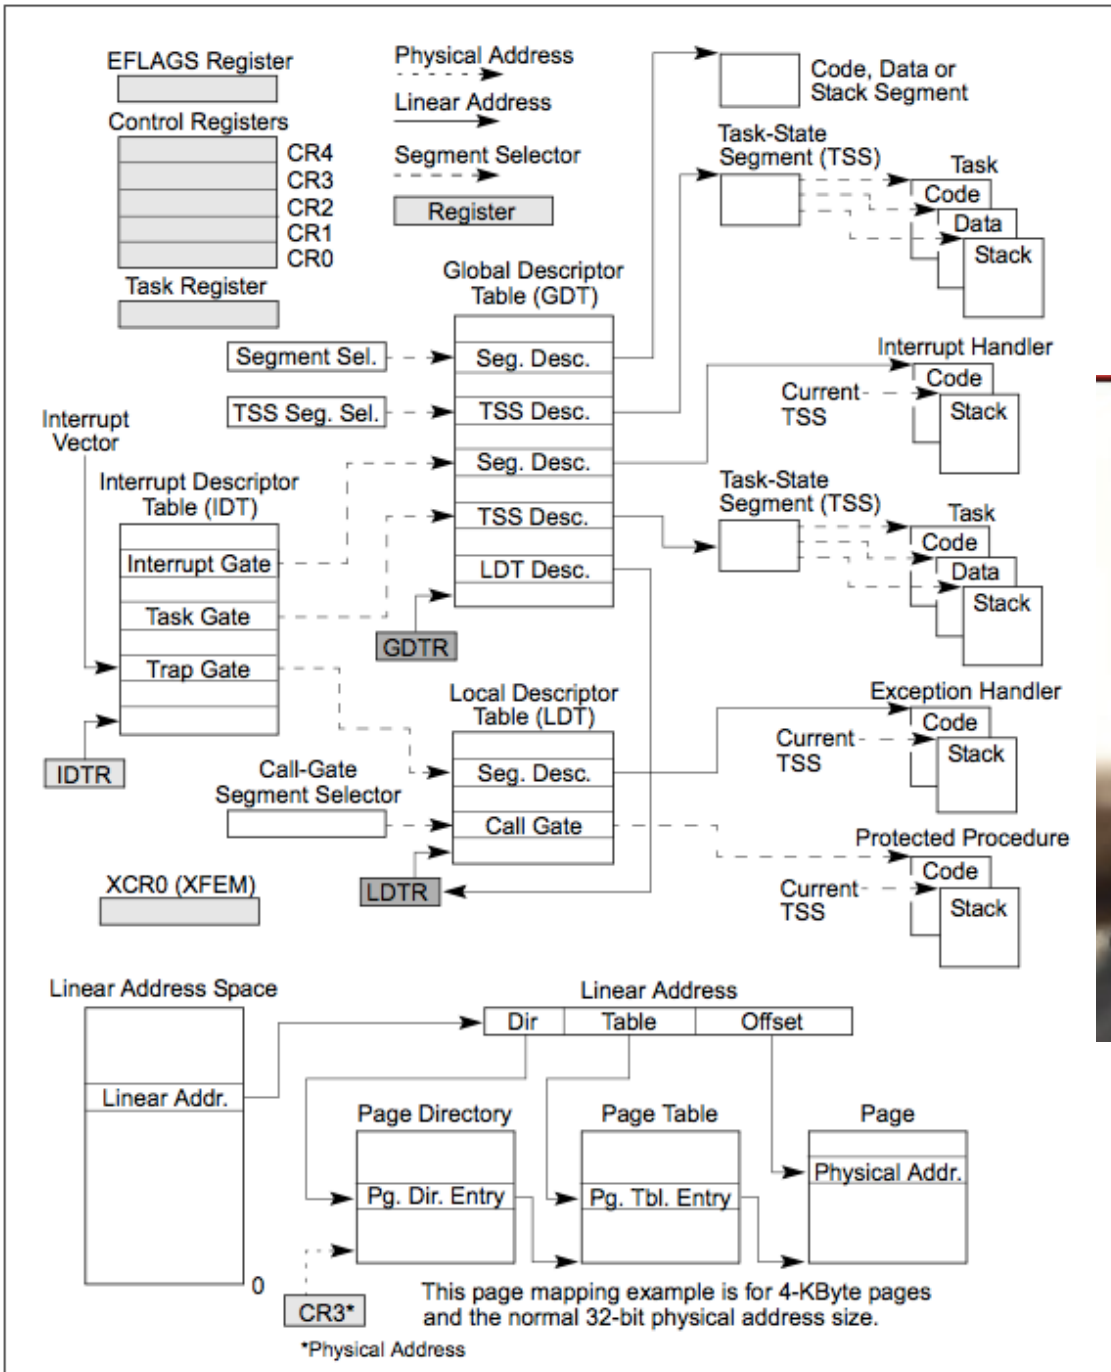 EFLAGS Register
Control Registers
CR4
CR3
CR2
CR1
CR0
Task Register
Physical Address
Linear Address
Segment Selector
Register
Code, Data or
Stack Segment
Task-State
Segment (TSS)
Task
Code
Data
Stack
Global Descriptor
Table (GDT)
Segment Sel.
Seg. Desc.
TSS Seg. Sel.
TSS Desc.
Interrupt Handler
Code
Current
TSS
Stack
Interrupt
Vector
Seg. Desc.
Interrupt Descriptor
Table (IDT)
Task-State
Segment (TSS)
TSS Desc.
Task
Code
Data
Stack
Interrupt Gate
LDT Desc.
Task Gate
GDTR
Trap Gate
Local Descriptor
Table (LDT)
Exception Handler
Code
Current
TSS
Stack
IDTR
Call-Gate
Segment Selector
Seg. Desc.
Call Gate
Protected Procedure
Code
Current
TSS
Stack
XCR0 (XFEM)
LDTR
Linear Address Space
Linear Address
Dir
Table
Offset
Linear Addr.
Page Directory
Page Table
Page
Physical Addr.
Pg. Dir. Entry
Pg. Tbl. Entry
0
CR3*
This page mapping example is for 4-KByte pages
and the normal 32-bit physical address size.
*Physical Address